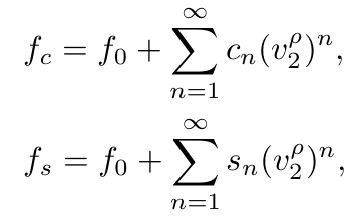 f_c = f_0 + \sum_{n=1}^{\infty} c_n (v_2^\rho)^n,
f_s = f_0 + \sum_{n=1}^{\infty} s_n (v_2^\rho)^n,